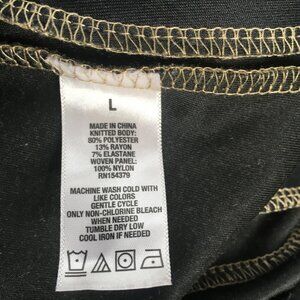 L
MADE IN CHINA
KNITTED BODY:
80% POLYESTER
13% RAYON
7% ELASTANE
WOVEN PANEL:
100% NYLON
RN154379
MACHINE WASH COLD WITH
LIKE COLORS
GENTLE CYCLE
ONLY NON-CHLORINE BLEACH
WHEN NEEDED
TUMBLE DRY LOW
COOL IRON IF NEEDED